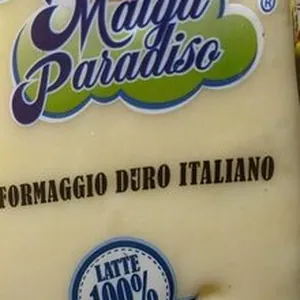 Malga
Paradiso
®
FORMAGGIO DURO ITALIANO
LATTE
100%